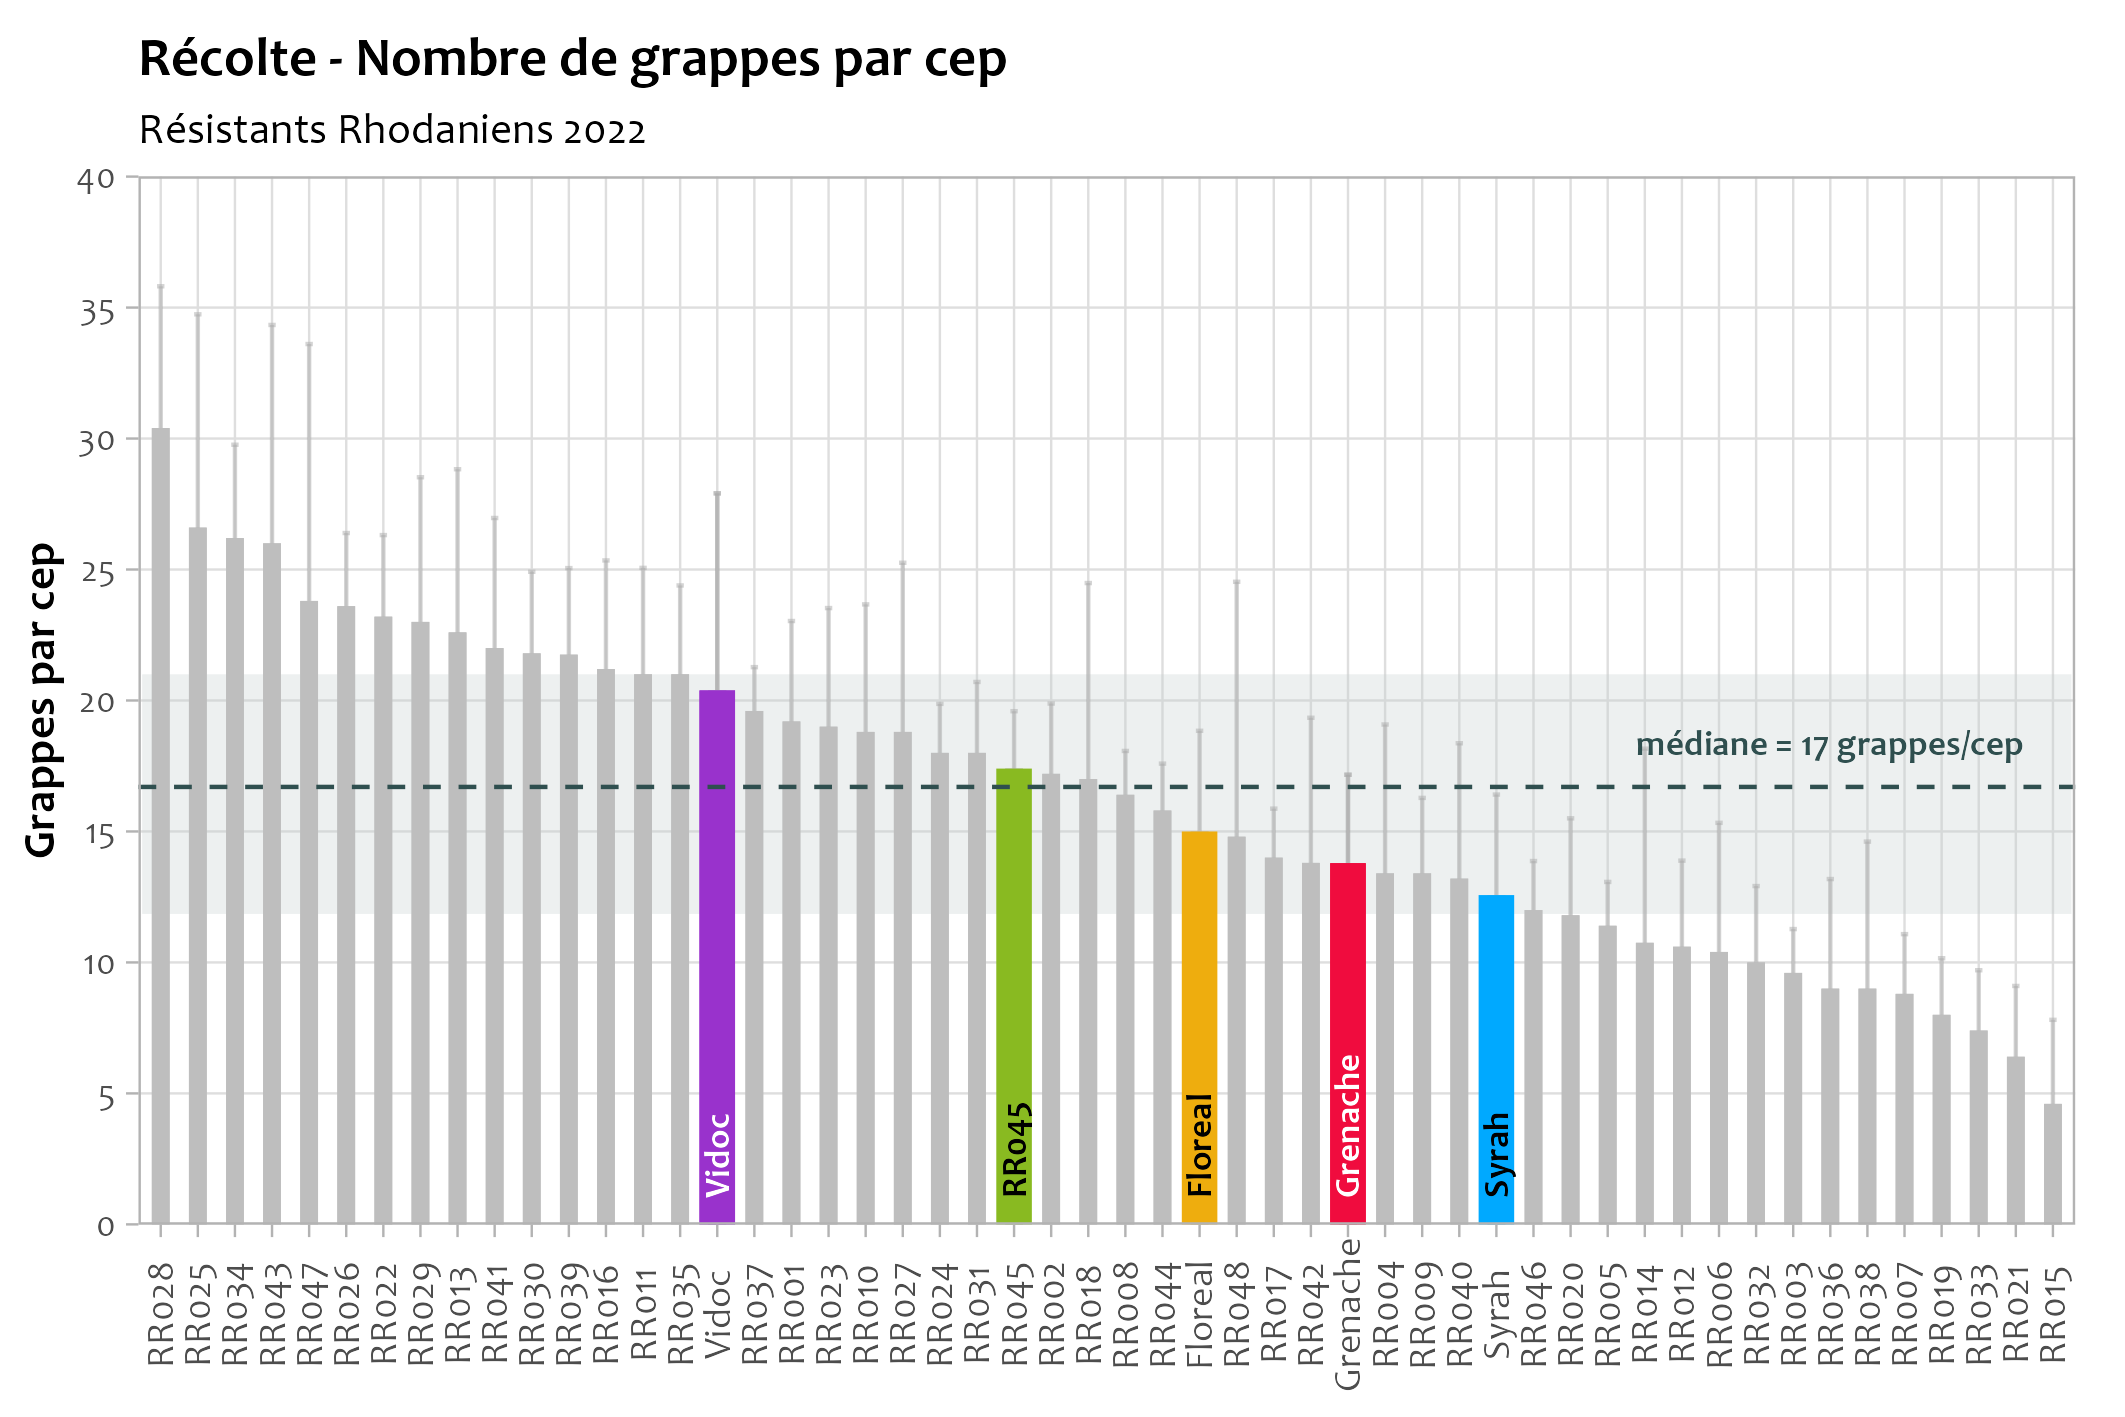 Récolte - Nombre de grappes par cep
Résistants Rhodaniens 2022
Grappes par cep
40
35
30
25
20
15
10
5
0
médiane = 17 grappes/cep
Vidoc
RR045
Floreal
Grenache
Syrah
RR028
RR025
RR034
RR043
RR047
RR026
RR022
RR029
RR013
RR041
RR030
RR039
RR016
RR011
RR035
Vidoc
RR037
RR001
RR023
RR010
RR027
RR024
RR031
RR045
RR002
RR018
RR008
RR044
Floreal
RR048
RR017
RR042
Grenache
RR004
RR009
RR040
Syrah
RR046
RR020
RR005
RR014
RR012
RR006
RR032
RR003
RR036
RR038
RR007
RR019
RR033
RR021
RR015